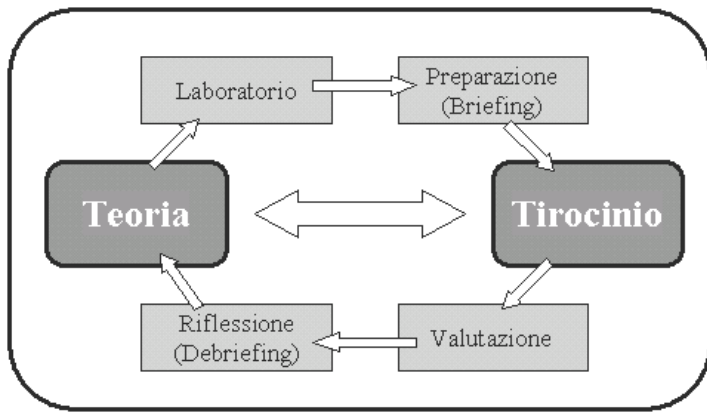 Laboratorio
Preparazione
(Briefing)
Teoria
Tirocinio
Riflessione
(Debriefing)
Valutazione